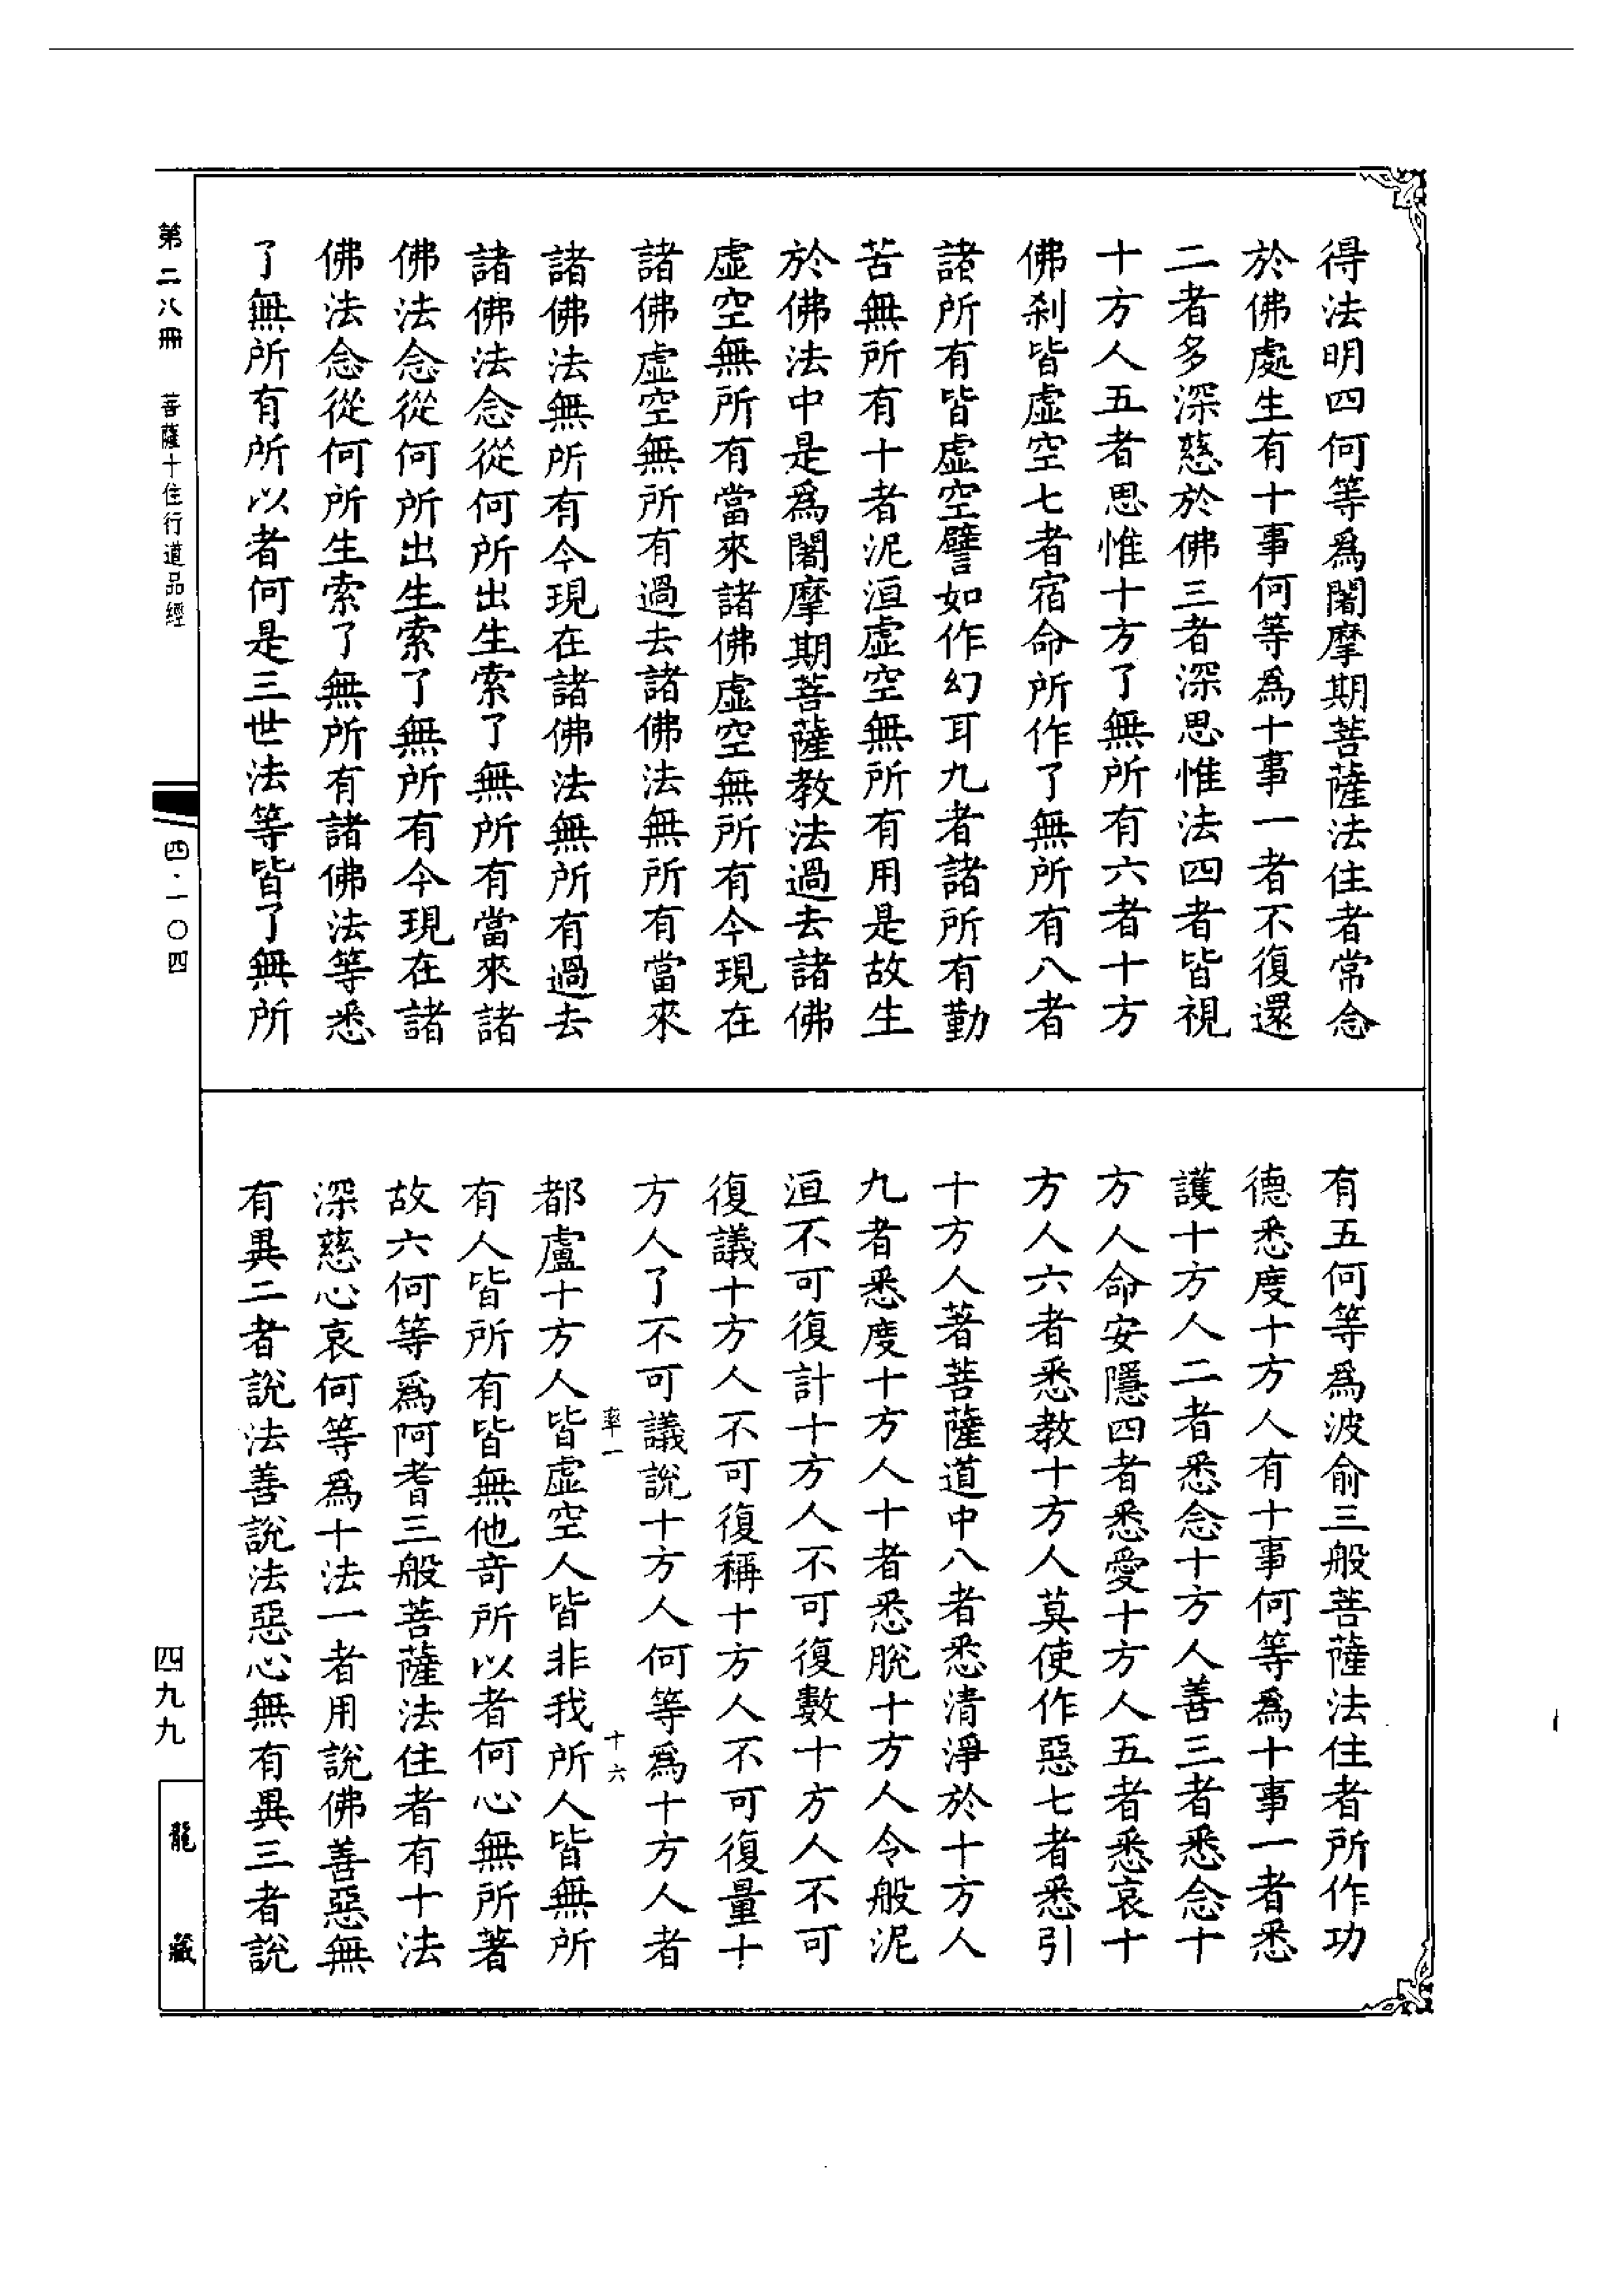 得法明四何等爲闍摩期菩薩法住者常念
於佛處生有十事何等爲十事一者不復還
二者多深慈於佛三者深思惟法四者皆視
十方人五者思惟十方了無所有六者十方
佛剎皆虛空七者宿命所作了無所有八者
諸所有皆虛空譬如作幻耳九者諸所有勤
苦無所有十者泥洹虛空無所有用是故生
於佛法中是爲闍摩期菩薩教法過去諸佛
虛空無所有當來諸佛虛空無所有今現在
諸佛虛空無所有過去諸佛法無所有當來
諸佛法無所有今現在諸佛法無所有過去
諸佛法念從何所出生索了無所有當來諸
佛法念從何所出生索了無所有今現在諸
佛法念從何所生索了無所有諸佛法等悉
了無所有所以者何是三世法等皆了無所
有五何等爲波俞三般菩薩法住者所作功
德悉度十方人有十事何等爲十事一者悉
護十方人二者悉念十方人善三者悉念十
方人命安隱四者悉愛十方人五者悉哀十
方人六者悉教十方人莫使作惡七者悉引
十方人著菩薩道中八者悉清淨於十方人
九者悉度十方人十者悉脫十方人令般泥
洹不可復計十方人不可復數十方人不可
復議十方人不可復稱十方人不可復量十
方人了不可議說十方人何等爲十方人者
率一 十六
都盧十方人皆虛空人皆非我所人皆無所
有人皆所有皆無他奇所以者何心無所著
故六何等爲阿耆三般菩薩法住者有十法
深慈心哀何等爲十法一者用說佛善惡無
有異二者說法善說法惡心無有異三者說
第二八冊 菩薩十住行道品經 四·一〇四
四九九
龍藏